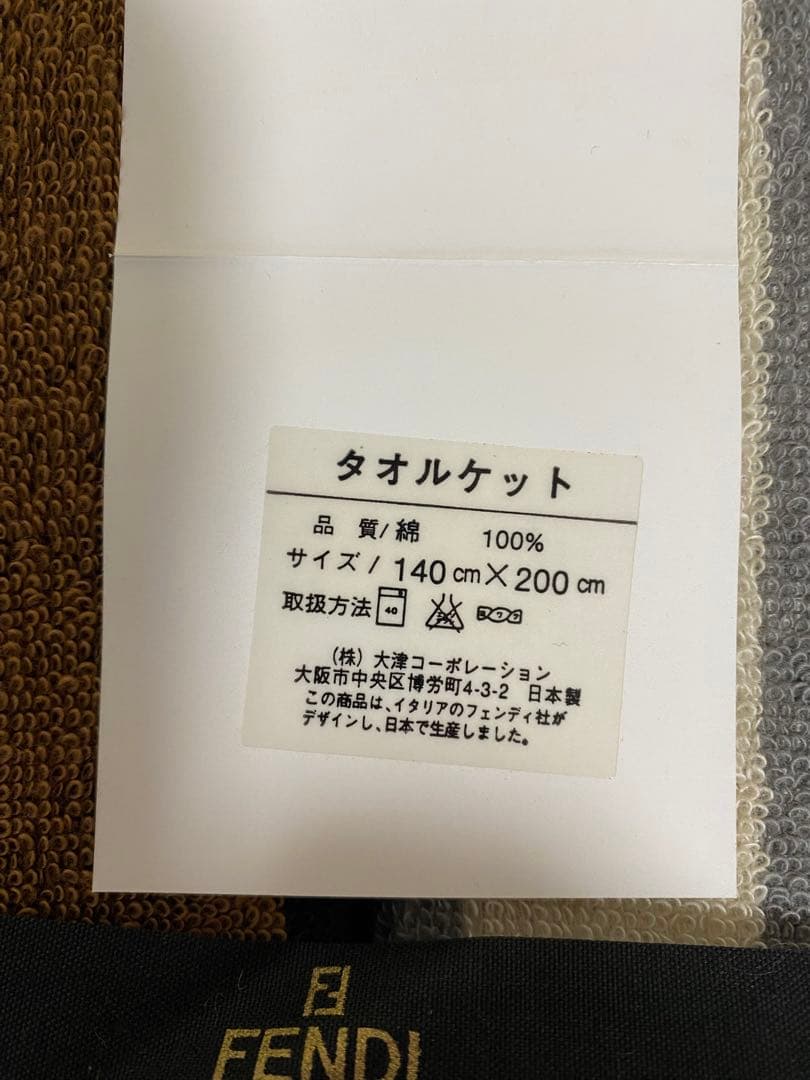 タオルケット
品 質/ 綿 100%
サイズ / 140cm×200cm
取扱方法 40
(株) 大津コーポレーション
大阪市中央区博労町4-3-2 日本製
この商品は、イタリアのフェンディ社が
デザインし、日本で生産しました。
FENDI